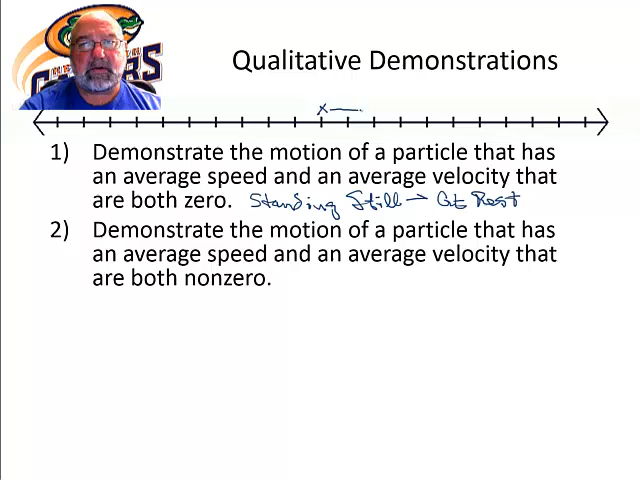 Qualitative Demonstrations
x
1) Demonstrate the motion of a particle that has
an average speed and an average velocity that
are both zero. Standing Still → At Rest
2) Demonstrate the motion of a particle that has
an average speed and an average velocity that
are both nonzero.